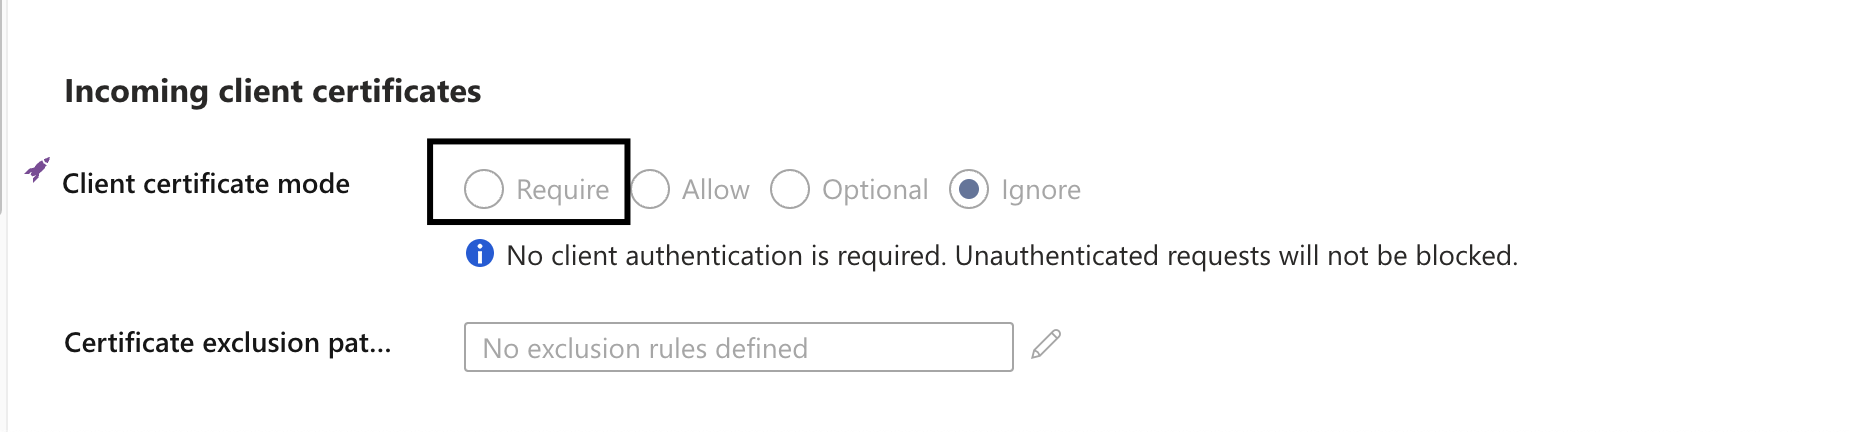 Incoming client certificates
Client certificate mode
Require Allow Optional Ignore
No client authentication is required. Unauthenticated requests will not be blocked.
Certificate exclusion pat...
No exclusion rules defined